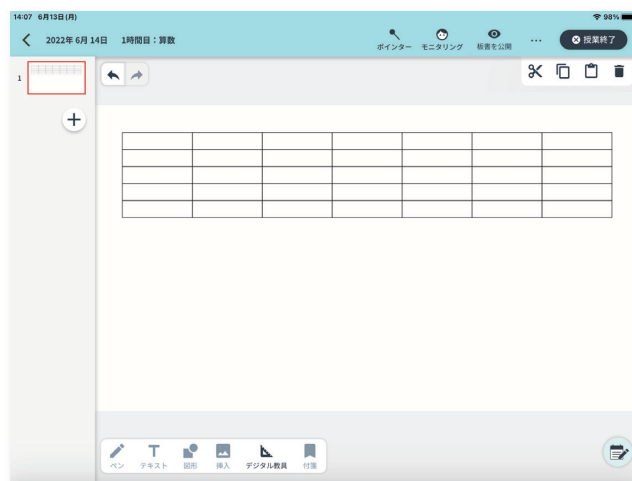 14:07 6月13日(月) 98%
2022年 6月 14日 1時間目:算数 ポインター モニタリング 板書を公開 ... 授業終了
1
ペン テキスト 図形 挿入 デジタル教具 付箋